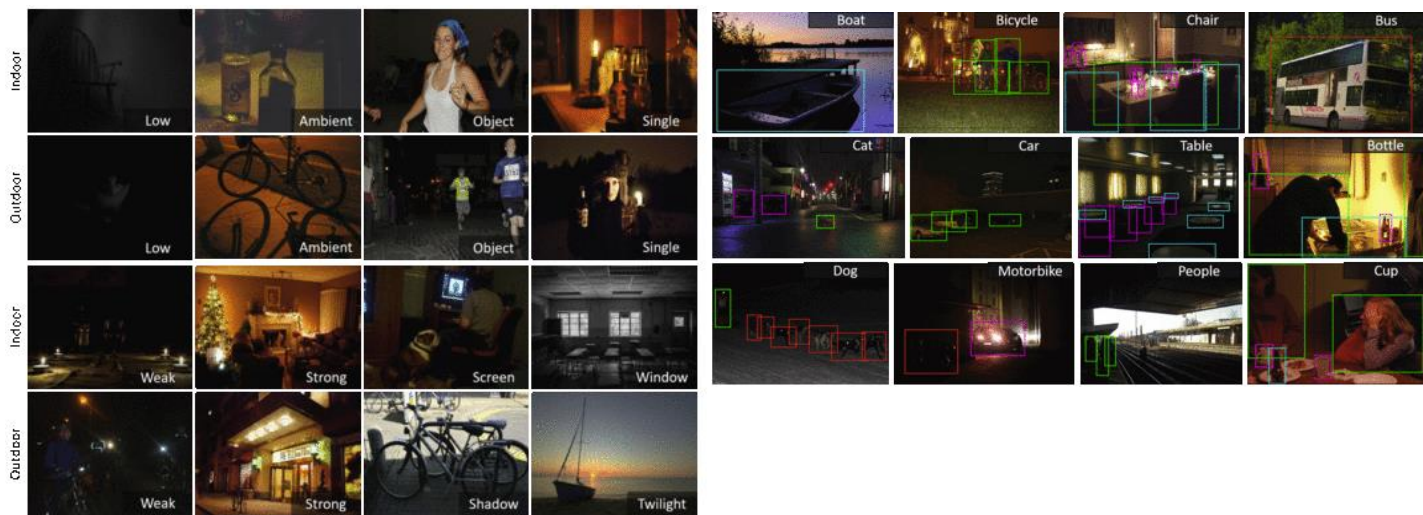 Indoor
Low
Ambient
Object
Single
Outdoor
Low
Ambient
Object
Single
Indoor
Weak
Strong
Screen
Window
Outdoor
Weak
Strong
Shadow
Twilight
Boat
Bicycle
Chair
Bus
Cat
Car
Table
Bottle
Dog
Motorbike
People
Cup